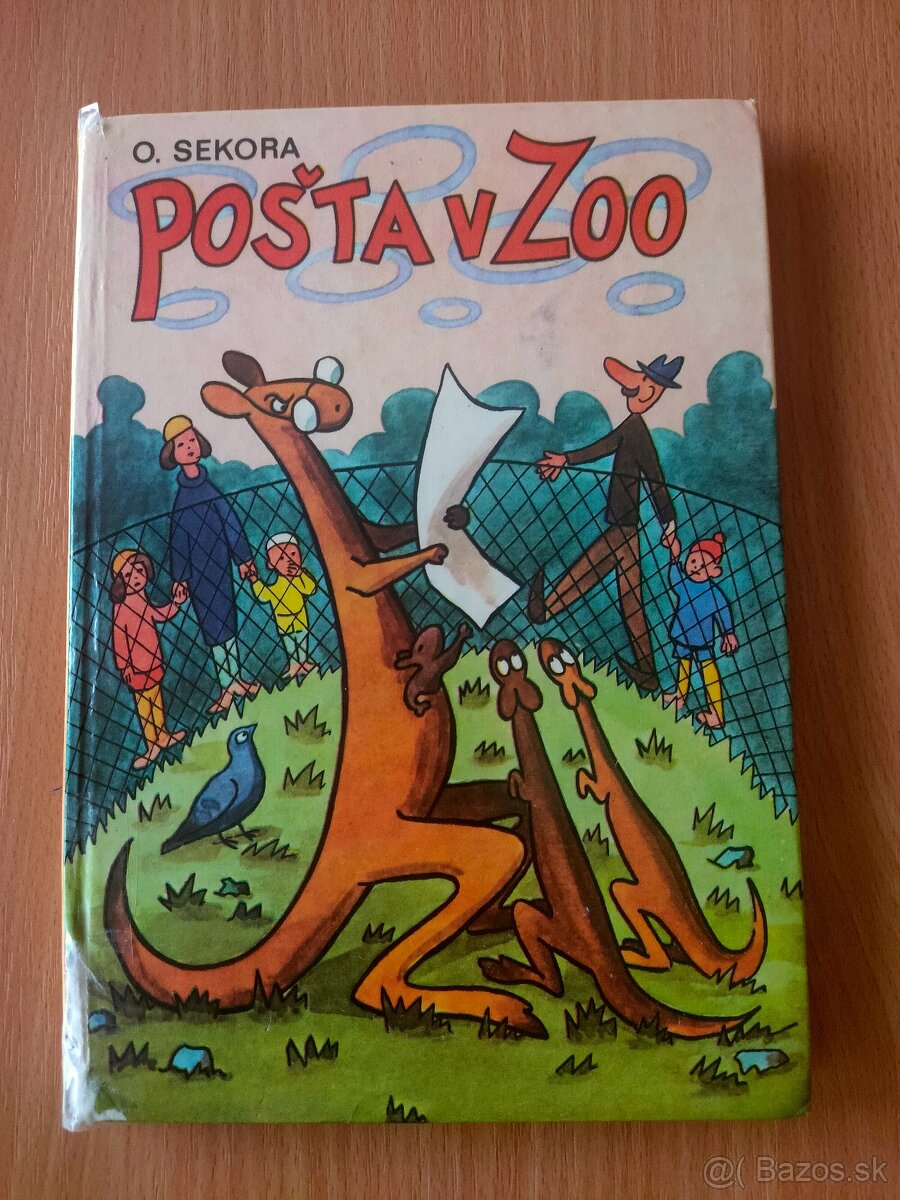 O. SEKORA
POŠTA V ZOO
@( Bazos.sk